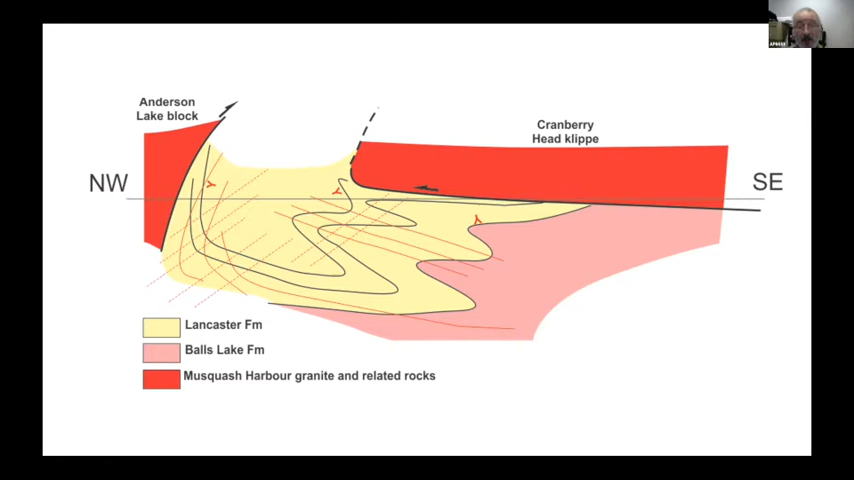 Anderson
Lake block
Cranberry
Head klippe
NW
SE
Y
Y
Y
Lancaster Fm
Balls Lake Fm
Musquash Harbour granite and related rocks